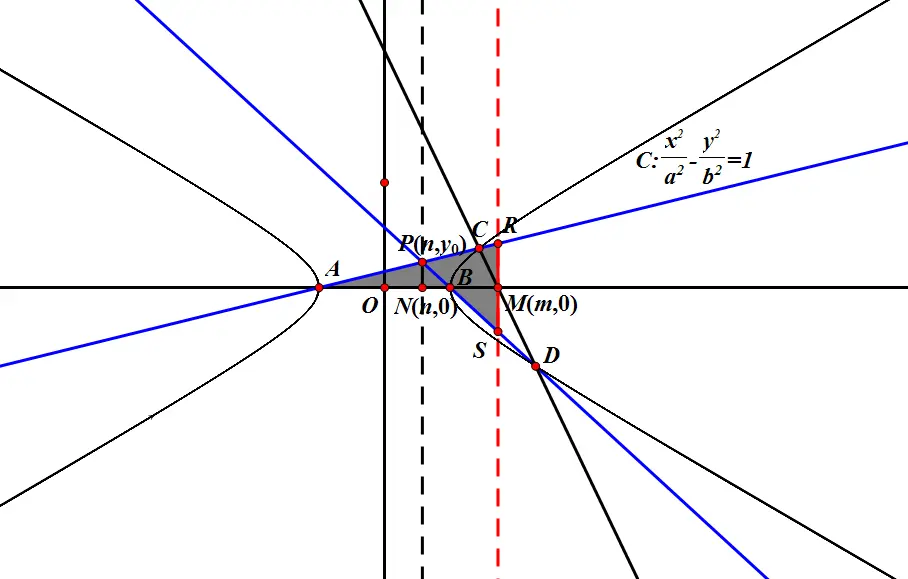 C: x²/a² - y²/b² =1
C
R
P(n,y₀)
A
B
O
N(n,0)
M(m,0)
S
D